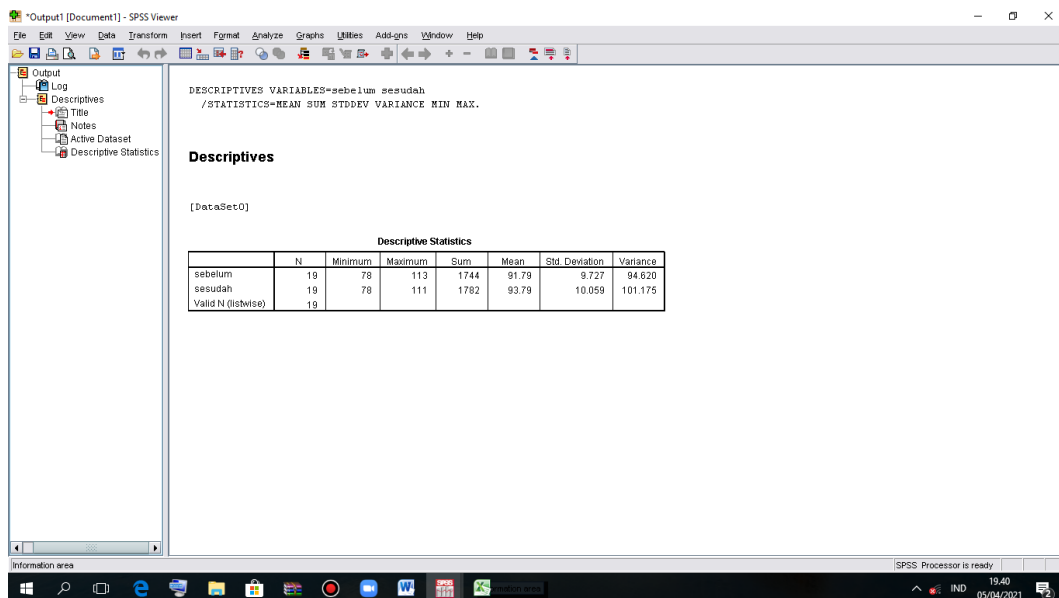 *Output1 [Document1] - SPSS Viewer
File Edit View Data Transform Insert Format Analyze Graphs Utilities Add-ons Window Help
Output
Log
Descriptives
Title
Notes
Active Dataset
Descriptive Statistics
DESCRIPTIVES VARIABLES=sebelum sesudah
/STATISTICS=MEAN SUM STDDEV VARIANCE MIN MAX.
Descriptives
[DataSet0]
Descriptive Statistics
N Minimum Maximum Sum Mean Std. Deviation Variance
sebelum 19 78 113 1744 91.79 9.727 94.620
sesudah 19 78 111 1782 93.79 10.059 101.175
Valid N (listwise) 19
Information area SPSS Processor is ready
IND 19.40
05/04/2021